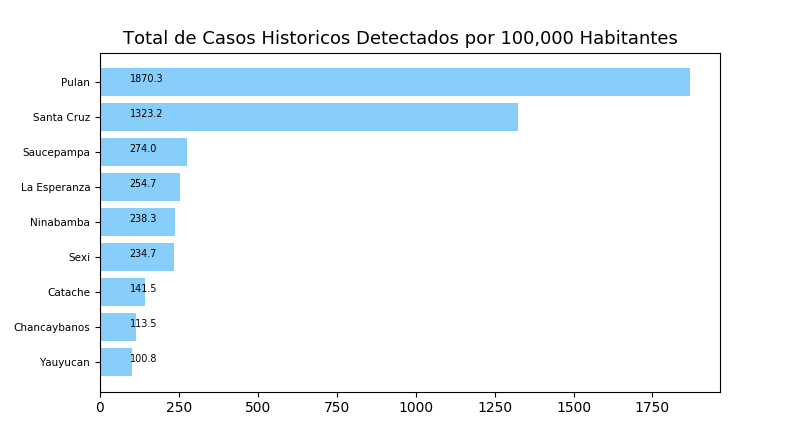 Total de Casos Historicos Detectados por 100,000 Habitantes
Pulan 1870.3
Santa Cruz 1323.2
Saucepampa 274.0
La Esperanza 254.7
Ninabamba 238.3
Sexi 234.7
Catache 141.5
Chancaybanos 113.5
Yauyucan 100.8
0 250 500 750 1000 1250 1500 1750